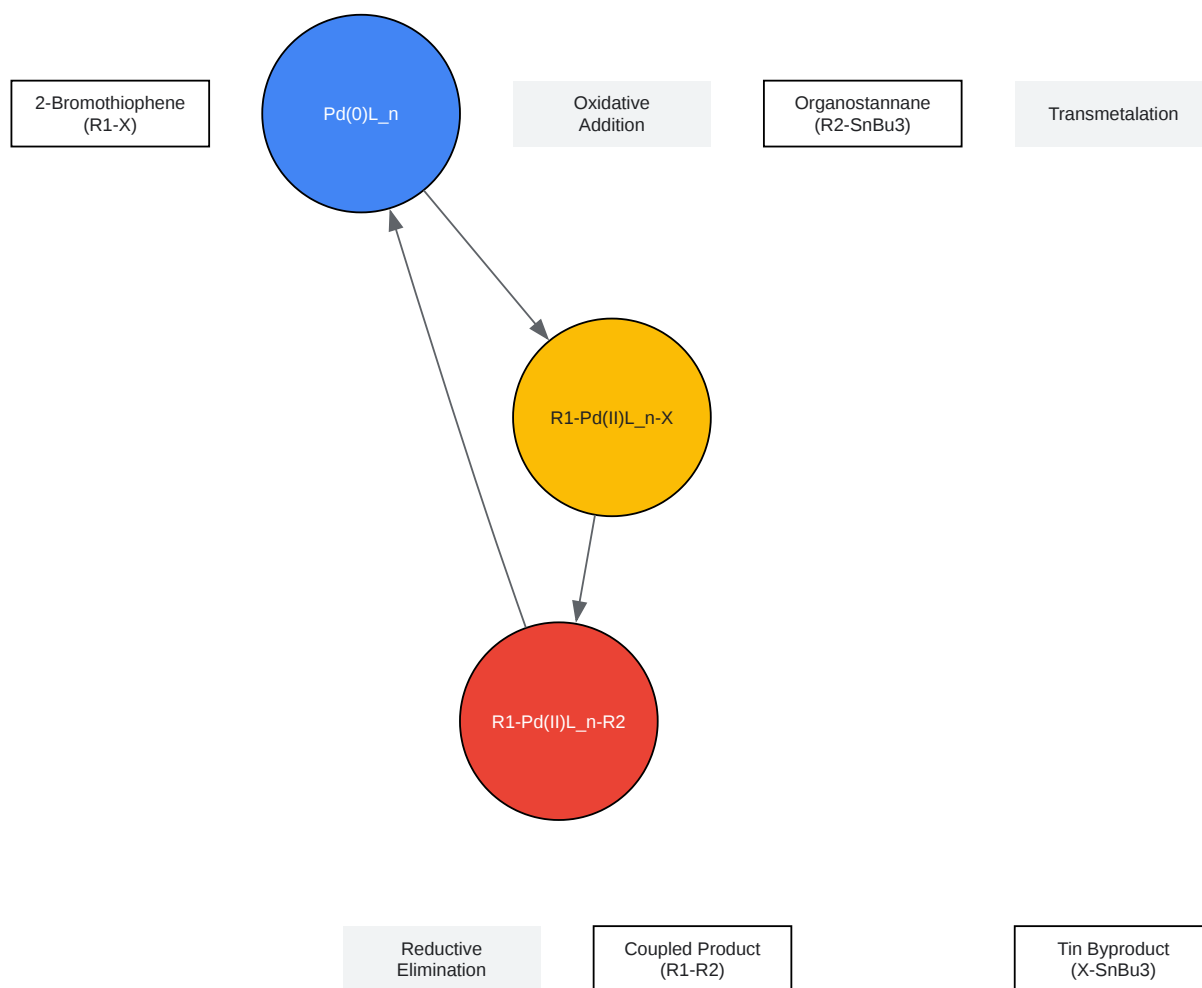 2-Bromothiophene
(R1-X)
Pd(0)L_n
Oxidative
Addition
Organostannane
(R2-SnBu3)
Transmetalation
R1-Pd(II)L_n-X
R1-Pd(II)L_n-R2
Reductive
Elimination
Coupled Product
(R1-R2)
Tin Byproduct
(X-SnBu3)